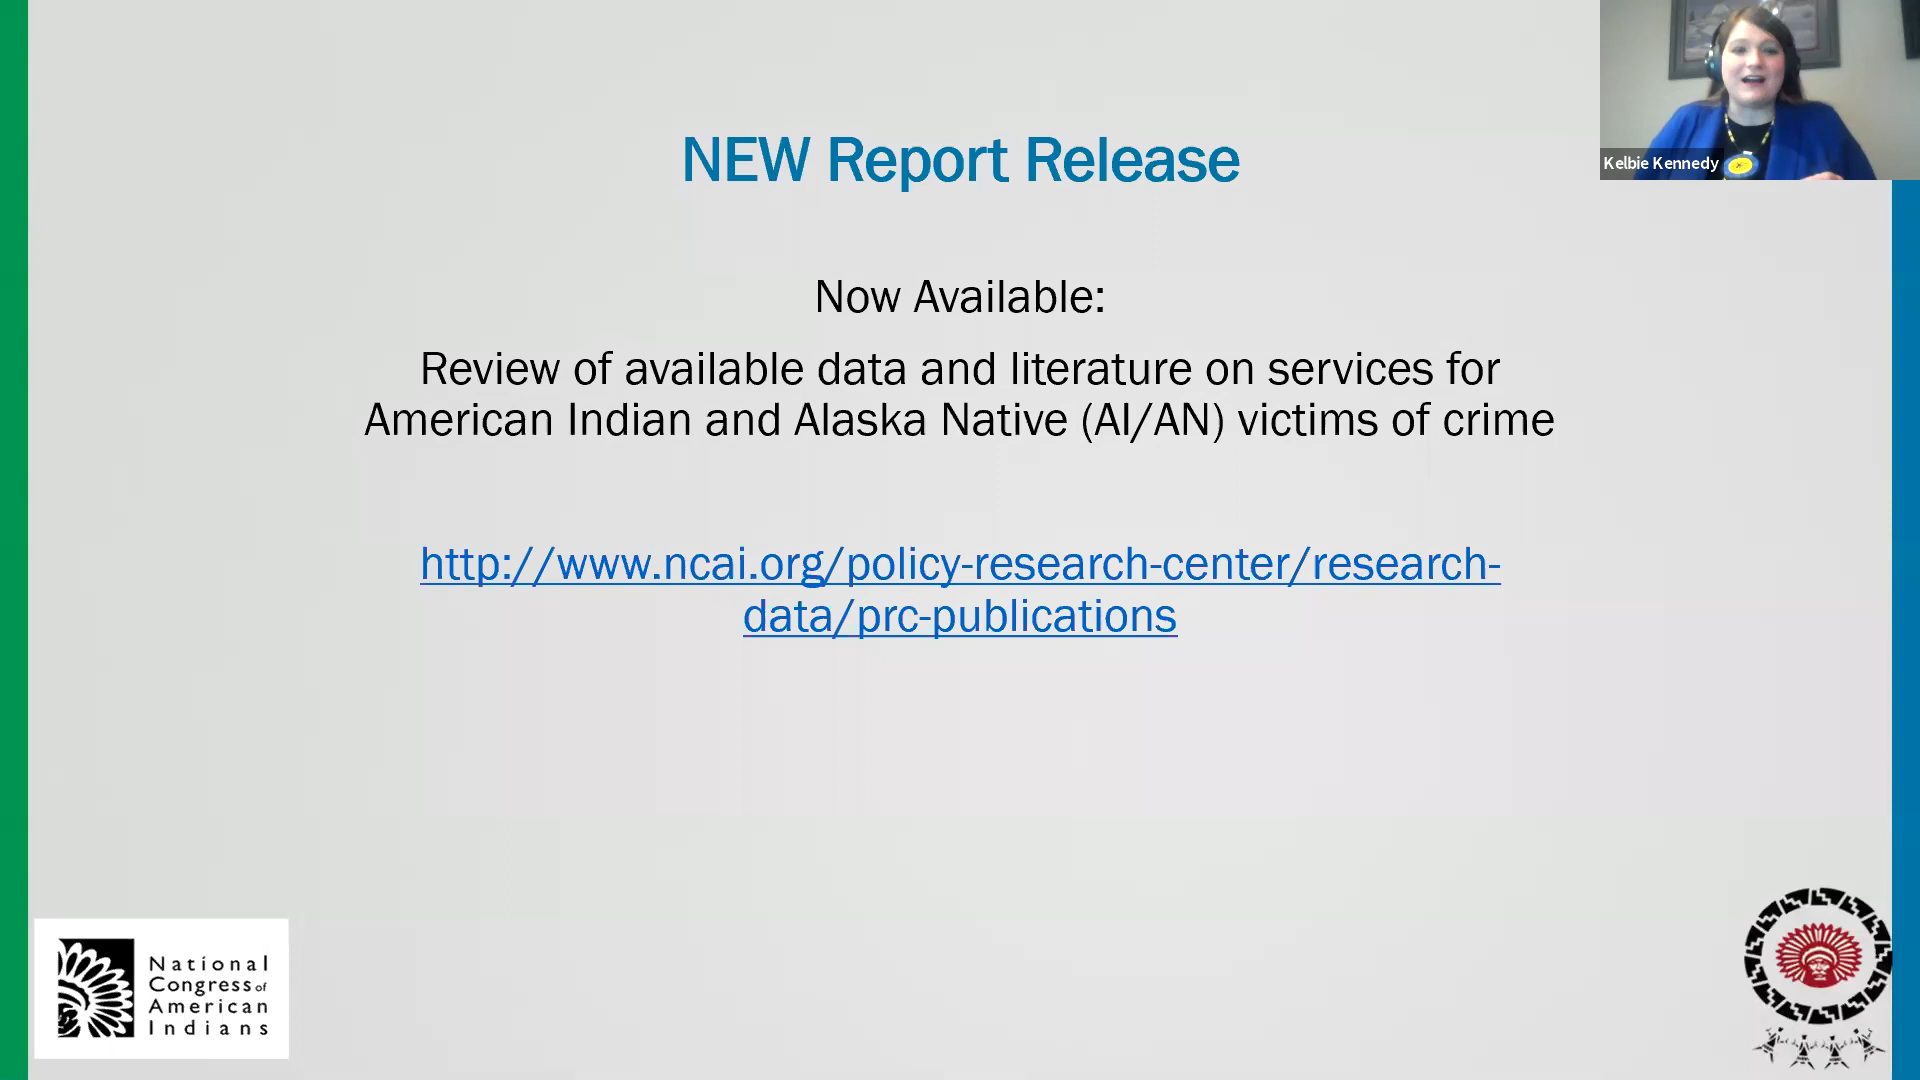 NEW Report Release
Kelbie Kennedy
Now Available:
Review of available data and literature on services for
American Indian and Alaska Native (AI/AN) victims of crime
http://www.ncai.org/policy-research-center/research-
data/prc-publications
National
Congress of
American
Indians